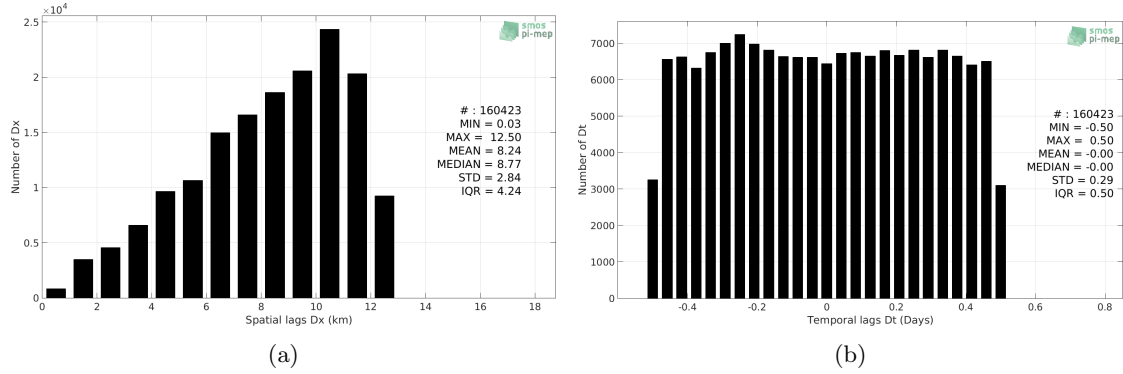 ×10⁴
2.5
2
1.5
1
0.5
0
0 2 4 6 8 10 12 14 16 18
Number of Dx
Spatial lags Dx (km)
smos
pi-mep
# : 160423
MIN = 0.03
MAX = 12.50
MEAN = 8.24
MEDIAN = 8.77
STD = 2.84
IQR = 4.24
(a)
7000
6000
5000
4000
3000
2000
1000
0
-0.4 -0.2 0 0.2 0.4 0.6 0.8
Number of Dt
Temporal lags Dt (Days)
smos
pi-mep
# : 160423
MIN = -0.50
MAX = 0.50
MEAN = -0.00
MEDIAN = -0.00
STD = 0.29
IQR = 0.50
(b)